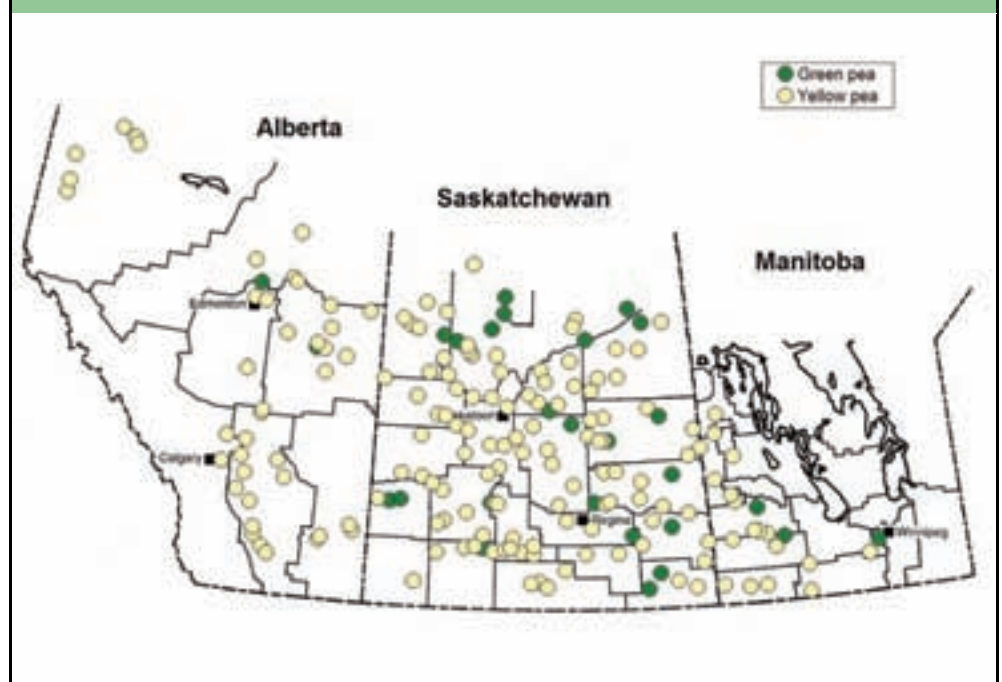 Green pea
Yellow pea
Alberta
Saskatchewan
Manitoba
Edmonton
Calgary
Regina
Winnipeg